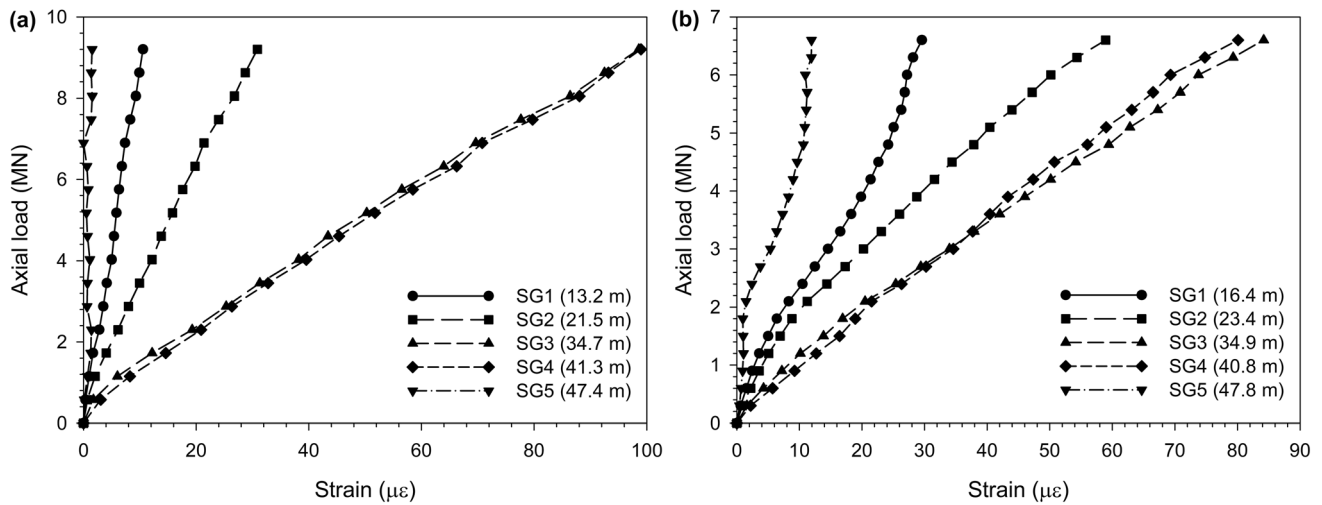 (a)
Axial load (MN)
10
8
6
4
2
0
SG1 (13.2 m)
SG2 (21.5 m)
SG3 (34.7 m)
SG4 (41.3 m)
SG5 (47.4 m)
0 20 40 60 80 100
Strain (με)
(b)
Axial load (MN)
7
6
5
4
3
2
1
0
SG1 (16.4 m)
SG2 (23.4 m)
SG3 (34.9 m)
SG4 (40.8 m)
SG5 (47.8 m)
0 10 20 30 40 50 60 70 80 90
Strain (με)